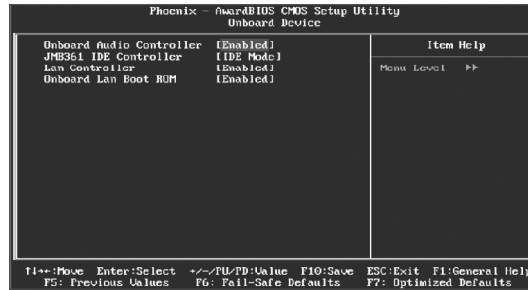 Phoenix - AwardBIOS CMOS Setup Utility
Onboard Device
Onboard Audio Controller [Enabled]
JMB361 IDE Controller [IDE Mode]
Lan Controller [Enabled]
Onboard Lan Boot ROM [Enabled]
Item Help
Menu Level ►►
↑↓→←:Move Enter:Select +/-/PU/PD:Value F10:Save ESC:Exit F1:General Help
F5: Previous Values F6: Fail-Safe Defaults F7: Optimized Defaults